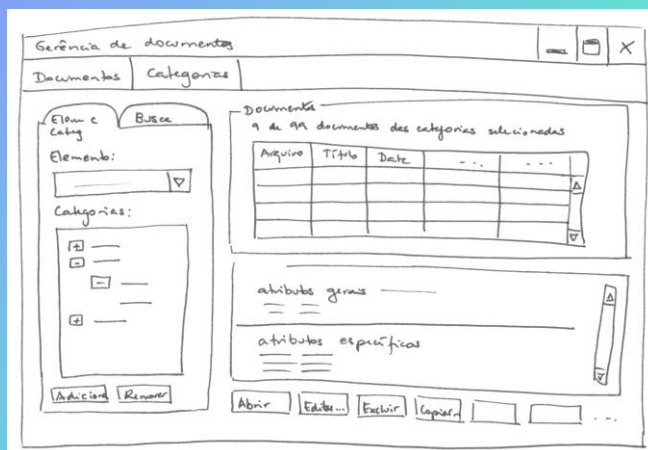 Gerência de documentos
Documentos
Categorias
Elem e
Categ
Busca
Elemento:
Categorias:
Adicionar
Remover
Documentos
9 de 99 documentos das categorias selecionadas
Arquivo Título Date ... ...
atributos gerais
atributos específicos
Abrir Editar... Excluir Copiar... ...